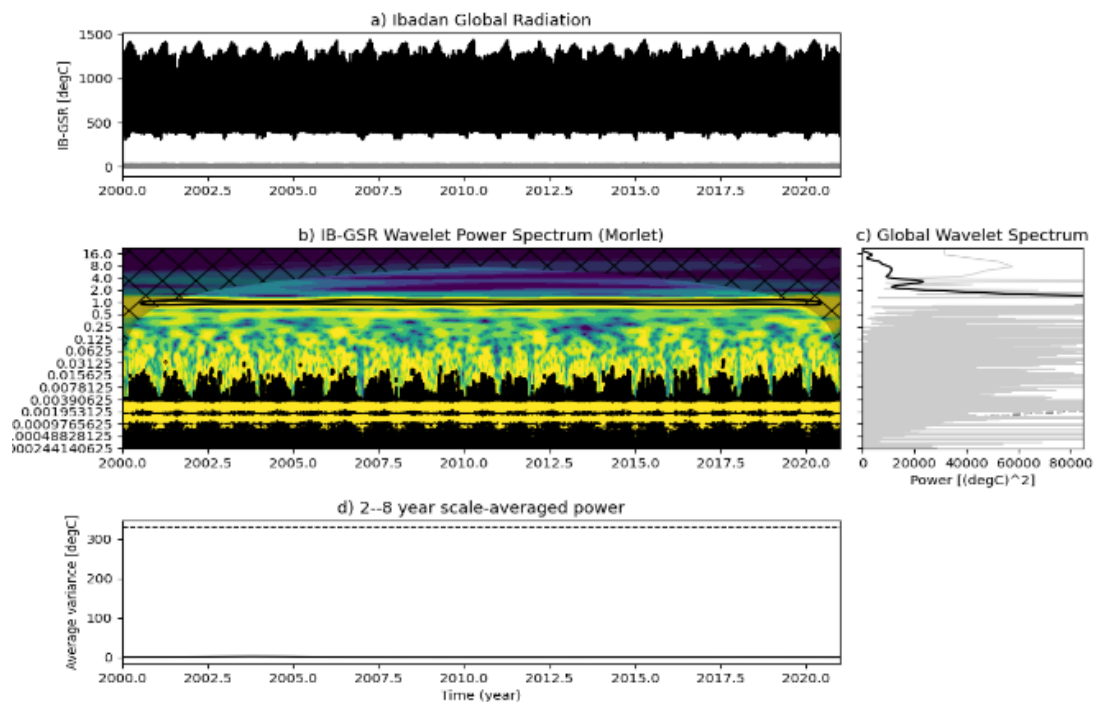 a) Ibadan Global Radiation
IB-GSR [degC]
1500
1000
500
0
2000.0 2002.5 2005.0 2007.5 2010.0 2012.5 2015.0 2017.5 2020.0
b) IB-GSR Wavelet Power Spectrum (Morlet)
16.0
8.0
4.0
2.0
1.0
0.5
0.25
0.125
0.0625
0.03125
0.015625
0.0078125
0.00390625
0.001953125
0.0009765625
.00048828125
000244140625
2000.0 2002.5 2005.0 2007.5 2010.0 2012.5 2015.0 2017.5 2020.0
c) Global Wavelet Spectrum
0 20000 40000 60000 80000
Power [(degC)^2]
d) 2--8 year scale-averaged power
Average variance [degC]
300
200
100
0
2000.0 2002.5 2005.0 2007.5 2010.0 2012.5 2015.0 2017.5 2020.0
Time (year)